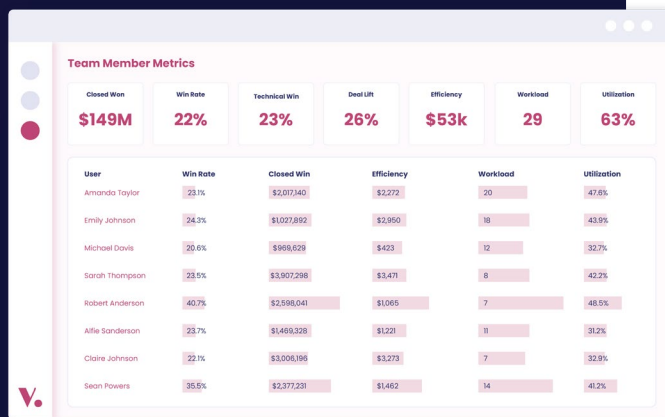 Team Member Metrics
Closed Won Win Rate Technical Win Deal Lift Efficiency Workload Utilization
$149M 22% 23% 26% $53k 29 63%
User Win Rate Closed Win Efficiency Workload Utilization
Amanda Taylor 23.1% $2,017,140 $2,272 20 47.6%
Emily Johnson 24.3% $1,027,892 $2,950 18 43.9%
Michael Davis 20.6% $969,629 $423 12 32.7%
Sarah Thompson 23.5% $3,907,298 $3,471 8 42.2%
Robert Anderson 40.7% $2,598,041 $1,065 7 48.5%
Alfie Sanderson 23.7% $1,469,328 $1,221 11 31.2%
Claire Johnson 22.1% $3,006,196 $3,273 7 32.9%
Sean Powers 35.5% $2,377,231 $1,462 14 41.2%
V.